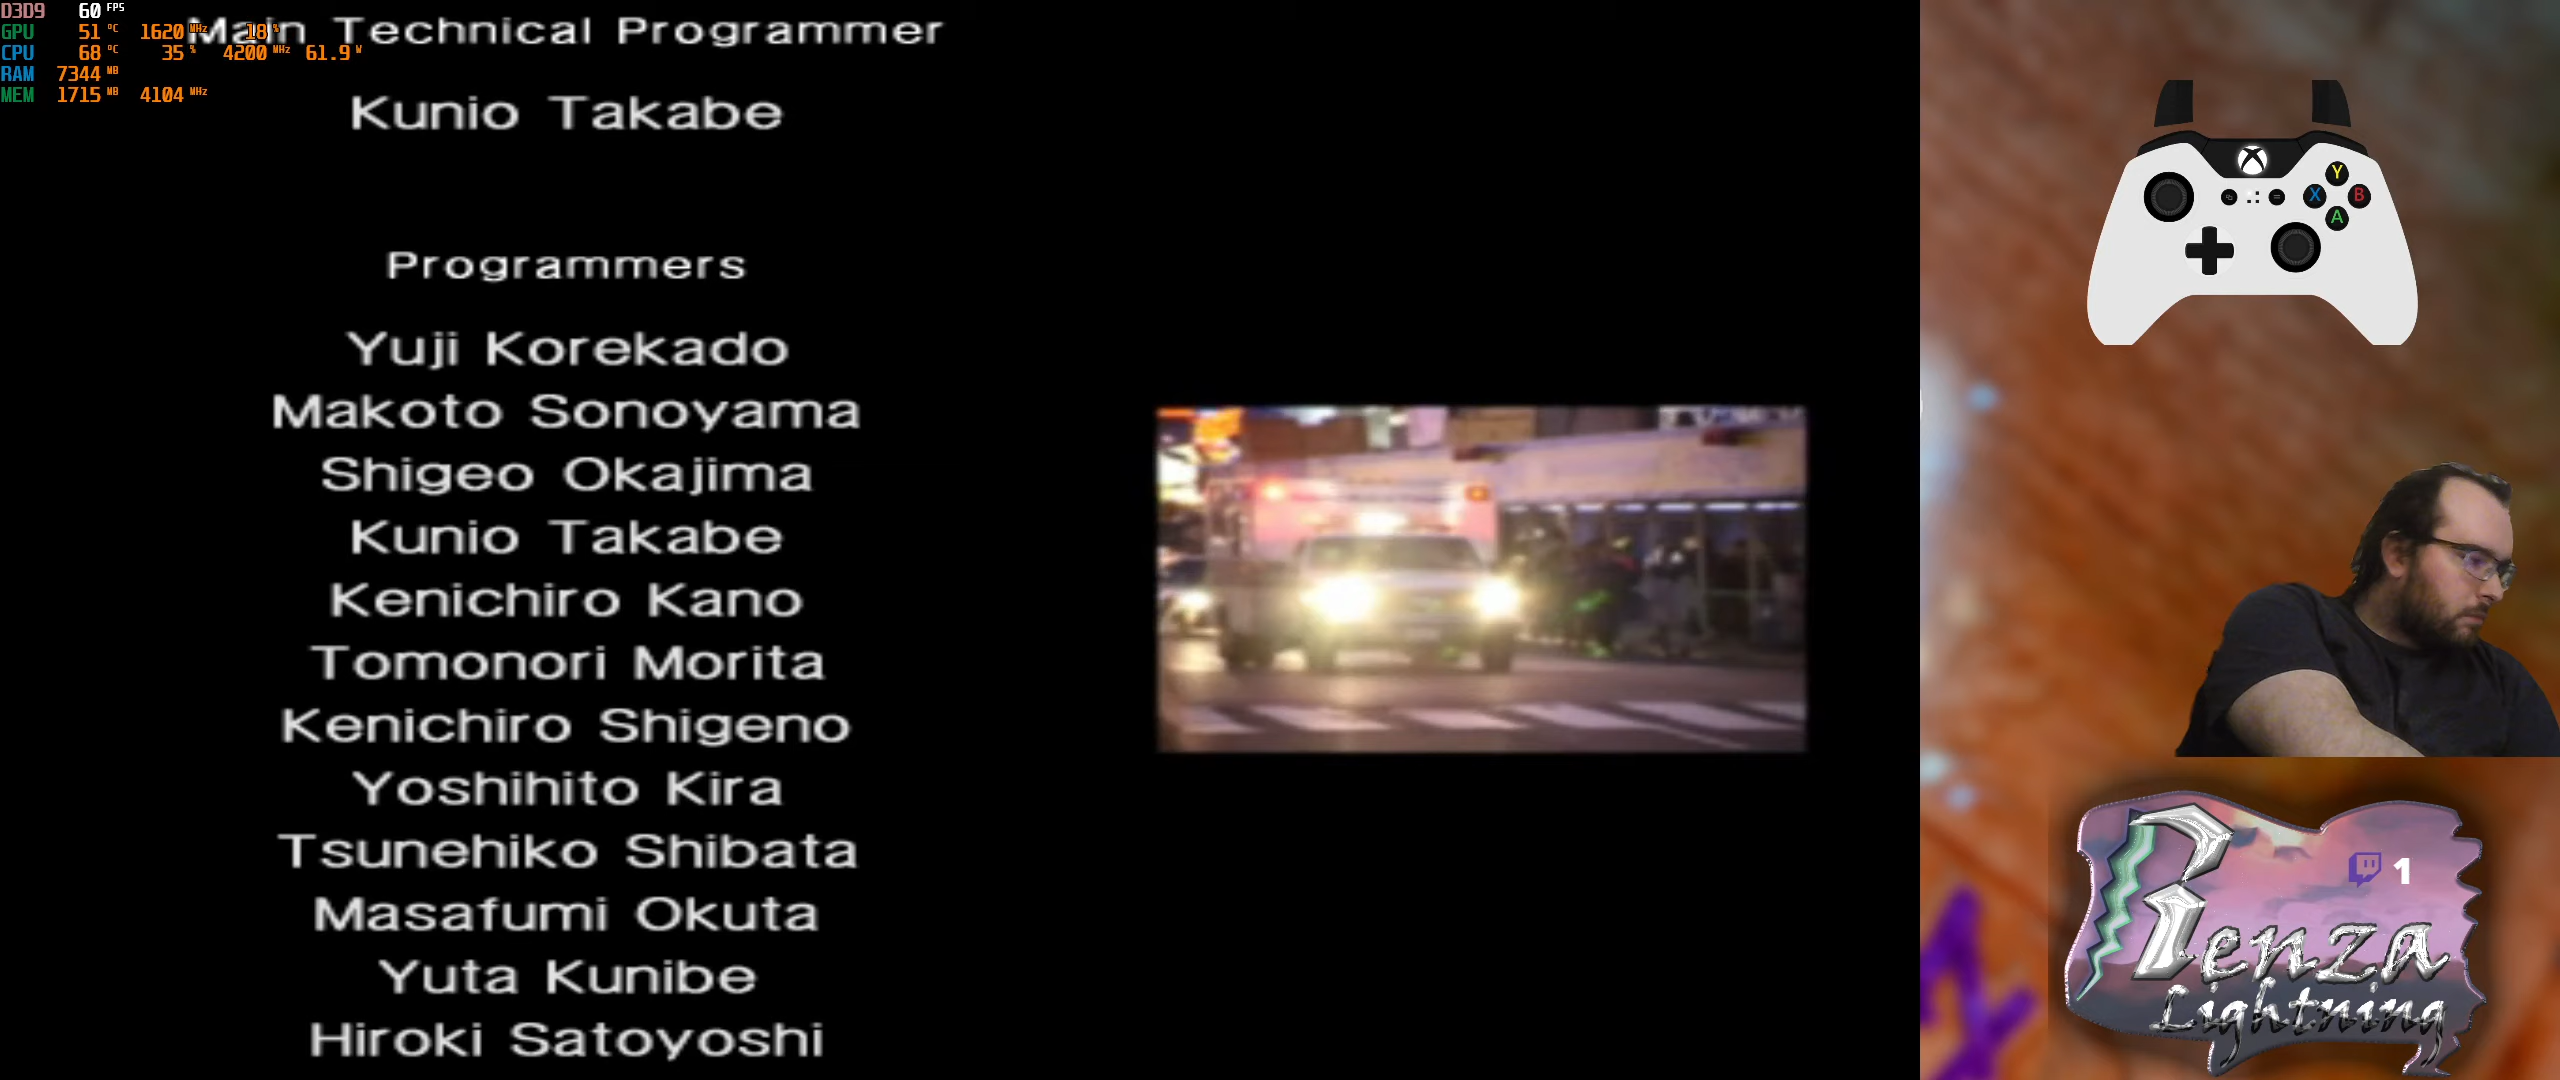 D3D9 60 FPS
GPU 51 °C 1620 MHz 18 %
CPU 68 °C 35 % 4200 MHz 61.9 W
RAM 7344 MB
MEM 1715 MB 4104 MHz
Main Technical Programmer
Kunio Takabe
Programmers
Yuji Korekado
Makoto Sonoyama
Shigeo Okajima
Kunio Takabe
Kenichiro Kano
Tomonori Morita
Kenichiro Shigeno
Yoshihito Kira
Tsunehiko Shibata
Masafumi Okuta
Yuta Kunibe
Hiroki Satoyoshi
Y
X B
A
1
Renza
Lightning